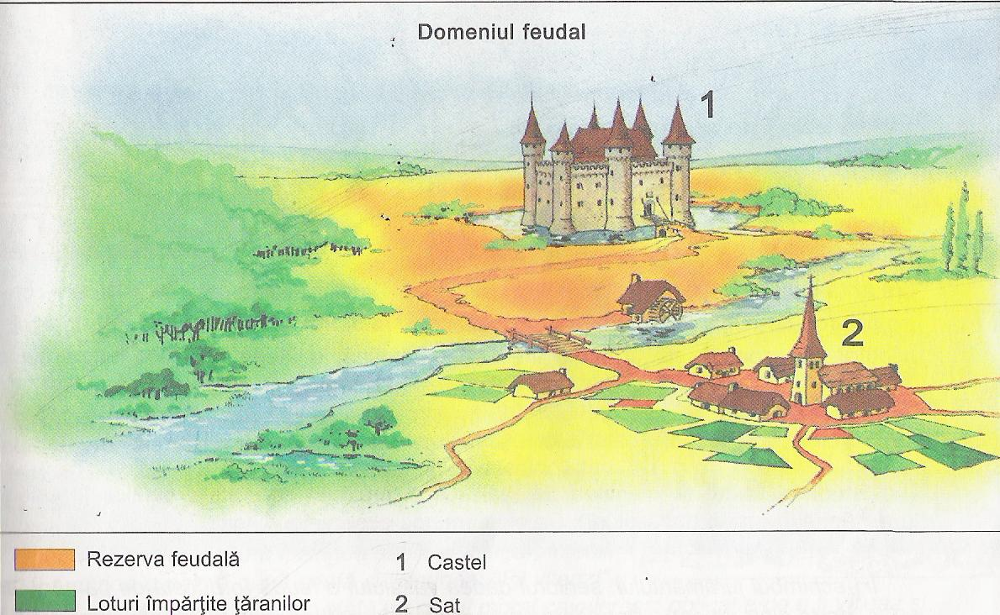 Domeniul feudal
1
2
Rezerva feudală
1 Castel
Loturi împărţite ţăranilor
2 Sat